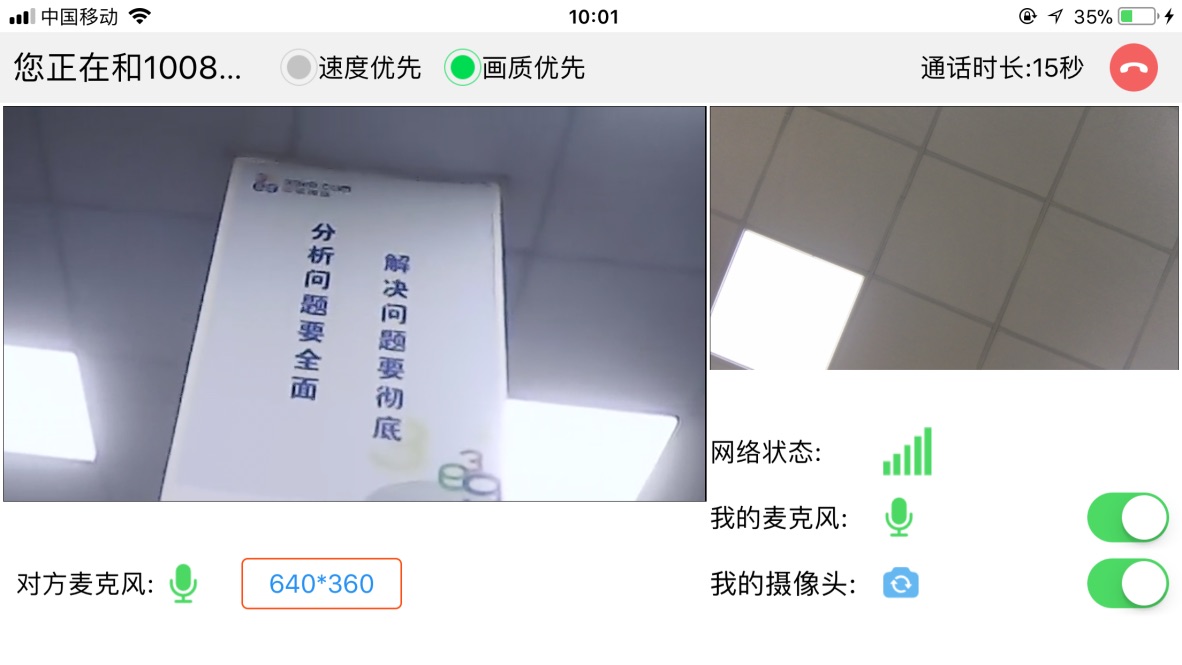 中国移动
10:01
35%
您正在和1008...
速度优先
画质优先
通话时长:15秒
分析问题要全面
解决问题要彻底
网络状态:
我的麦克风:
对方麦克风:
640*360
我的摄像头: